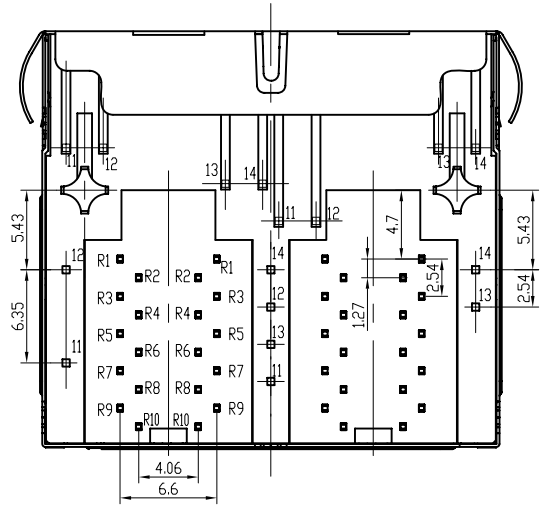 11 12 13 14
13 14
11 12
5.43 4.7 5.43
R1 R1
12 14 14
R2 R2 2.54
R3 R3
1.27 2.54
12 13
6.35
R4 R4
R5 R5
13
R6 R6
11
R7 R7
11
R8 R8
R9 R9
R10 R10
4.06
6.6